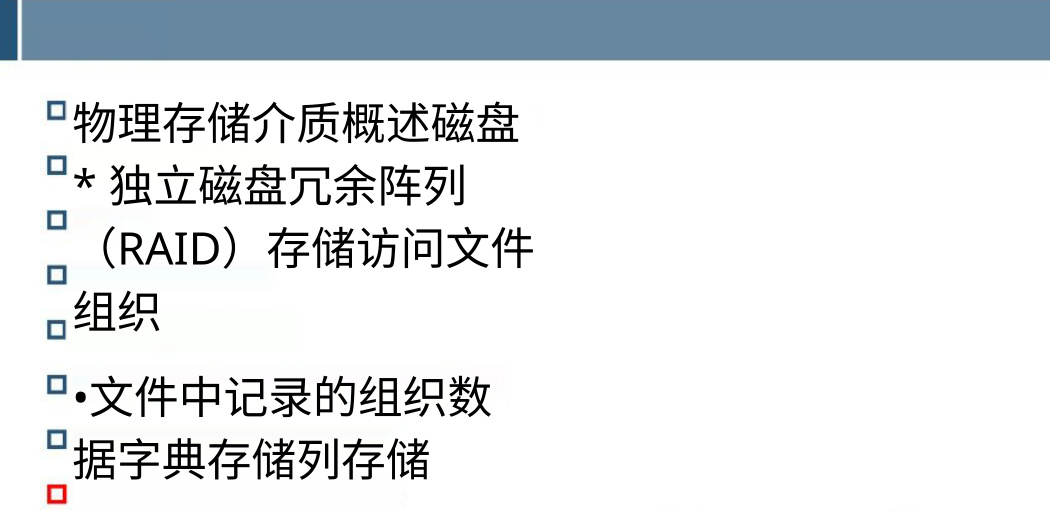 物理存储介质概述磁盘
* 独立磁盘冗余阵列
（RAID）存储访问文件
组织
•文件中记录的组织数
据字典存储列存储